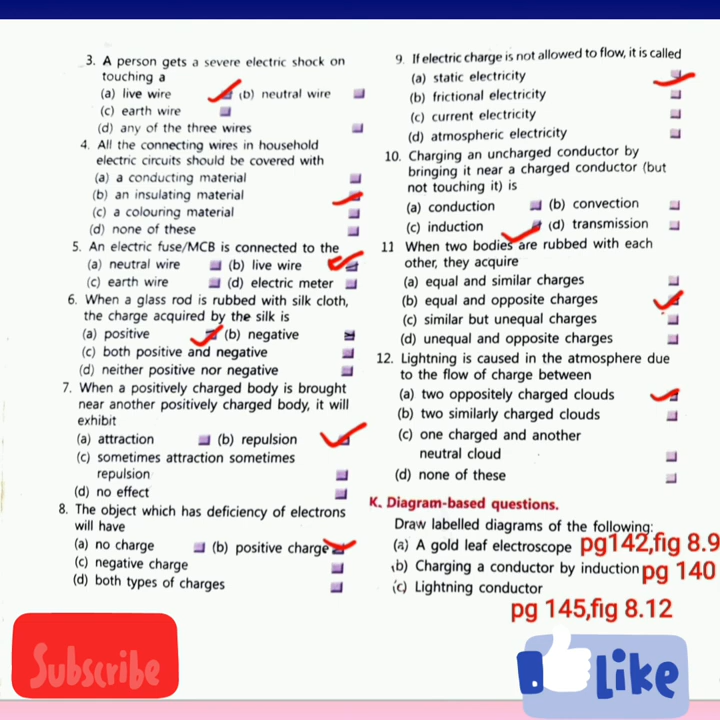 3. A person gets a severe electric shock on
touching a
(a) live wire (b) neutral wire
(c) earth wire
(d) any of the three wires
4. All the connecting wires in household
electric circuits should be covered with
(a) a conducting material
(b) an insulating material
(c) a colouring material
(d) none of these
5. An electric fuse/MCB is connected to the
(a) neutral wire (b) live wire
(c) earth wire (d) electric meter
6. When a glass rod is rubbed with silk cloth,
the charge acquired by the silk is
(a) positive (b) negative
(c) both positive and negative
(d) neither positive nor negative
7. When a positively charged body is brought
near another positively charged body, it will
exhibit
(a) attraction (b) repulsion
(c) sometimes attraction sometimes
repulsion
(d) no effect
8. The object which has deficiency of electrons
will have
(a) no charge (b) positive charge
(c) negative charge
(d) both types of charges
9. If electric charge is not allowed to flow, it is called
(a) static electricity
(b) frictional electricity
(c) current electricity
(d) atmospheric electricity
10. Charging an uncharged conductor by
bringing it near a charged conductor (but
not touching it) is
(a) conduction (b) convection
(c) induction (d) transmission
11 When two bodies are rubbed with each
other, they acquire
(a) equal and similar charges
(b) equal and opposite charges
(c) similar but unequal charges
(d) unequal and opposite charges
12. Lightning is caused in the atmosphere due
to the flow of charge between
(a) two oppositely charged clouds
(b) two similarly charged clouds
(c) one charged and another
neutral cloud
(d) none of these
K. Diagram-based questions.
Draw labelled diagrams of the following:
(a) A gold leaf electroscope pg142,fig 8.9
(b) Charging a conductor by induction pg 140
(c) Lightning conductor
pg 145,fig 8.12
Subscribe
Like